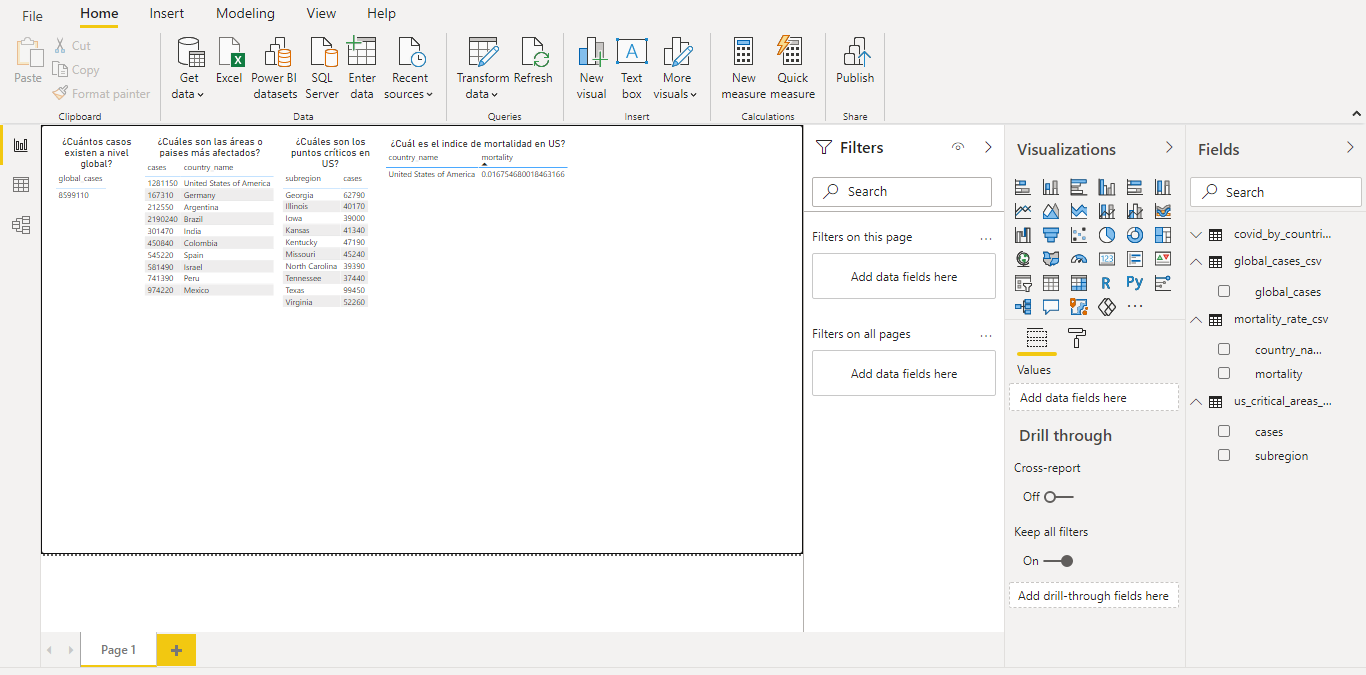 File
Home
Insert
Modeling
View
Help
Paste
Cut
Copy
Format painter
Clipboard
Get
data
Excel
Power BI
datasets
SQL
Server
Enter
data
Recent
sources
Data
Transform
data
Refresh
Queries
New
visual
A
Text
box
More
visuals
Insert
New
measure
Quick
measure
Calculations
Publish
Share
¿Cuántos casos
existen a nivel
global?
global_cases
8599110
¿Cuáles son las áreas o
paises más afectados?
cases country_name
1281150 United States of America
167310 Germany
212550 Argentina
2190240 Brazil
301470 India
450840 Colombia
545220 Spain
581490 Israel
741390 Peru
974220 Mexico
¿Cuáles son los
puntos críticos en
US?
subregion cases
Georgia 62790
Illinois 40170
Iowa 39000
Kansas 41340
Kentucky 47190
Missouri 45240
North Carolina 39390
Tennessee 37440
Texas 99450
Virginia 52260
¿Cuál es el indice de mortalidad en US?
country_name mortality
United States of America 0.016754680018463166
Filters
Search
Filters on this page ...
Add data fields here
Filters on all pages ...
Add data fields here
Visualizations
123
R
Py
...
Values
Add data fields here
Drill through
Cross-report
Off
Keep all filters
On
Add drill-through fields here
Fields
Search
covid_by_countri...
global_cases_csv
global_cases
mortality_rate_csv
country_na...
mortality
us_critical_areas_...
cases
subregion
Page 1
+